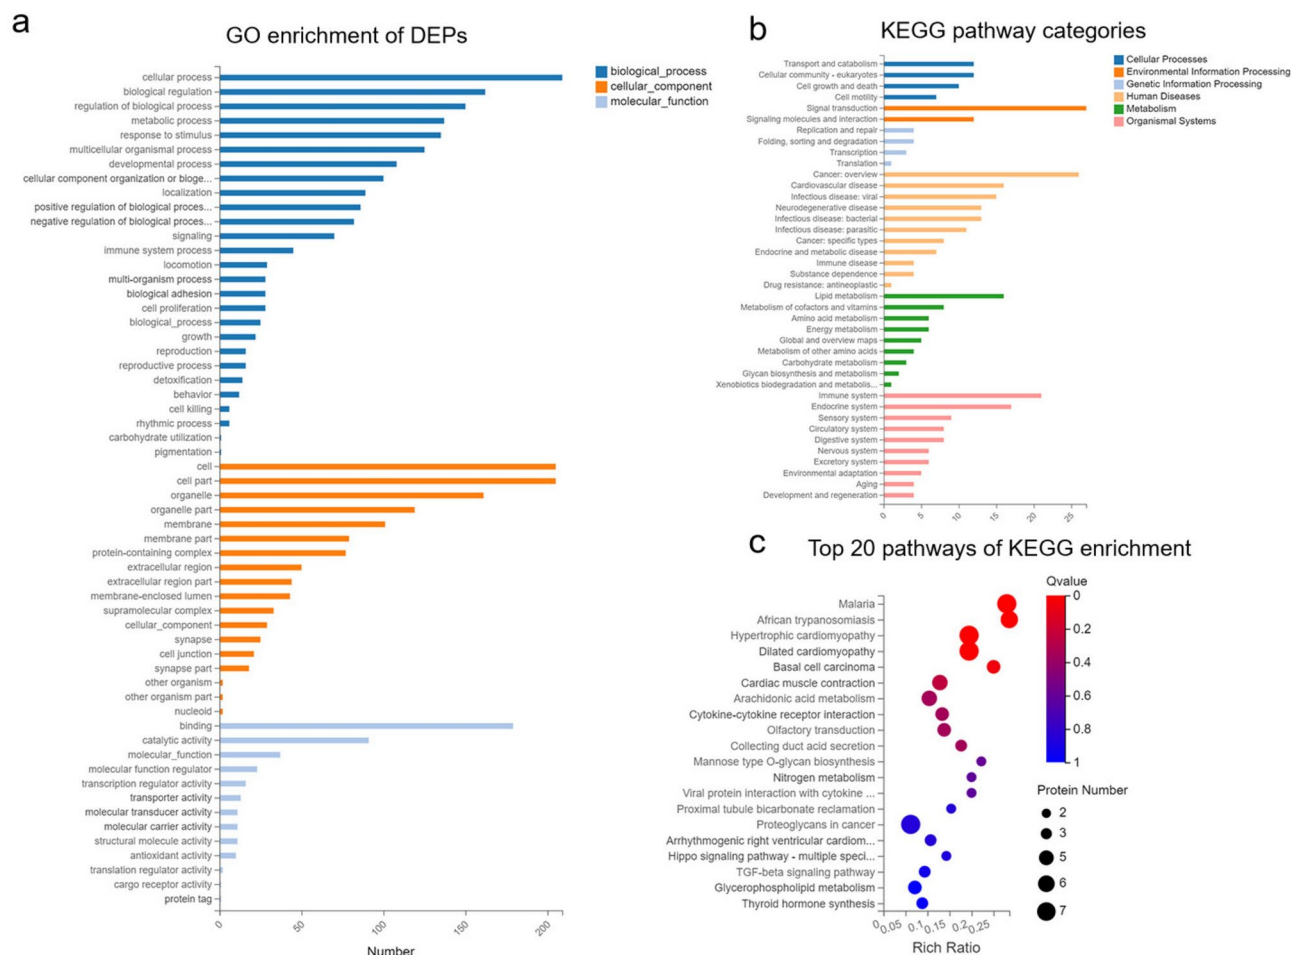 a
GO enrichment of DEPs
cellular process
biological regulation
regulation of biological process
metabolic process
response to stimulus
multicellular organismal process
developmental process
cellular component organization or bioge...
localization
positive regulation of biological proces...
negative regulation of biological proces...
signaling
immune system process
locomotion
multi-organism process
biological adhesion
cell proliferation
biological_process
growth
reproduction
reproductive process
detoxification
behavior
cell killing
rhythmic process
carbohydrate utilization
pigmentation
cell
cell part
organelle
organelle part
membrane
membrane part
protein-containing complex
extracellular region
extracellular region part
membrane-enclosed lumen
supramolecular complex
cellular_component
synapse
cell junction
synapse part
other organism
other organism part
nucleoid
binding
catalytic activity
molecular_function
molecular function regulator
transcription regulator activity
transporter activity
molecular transducer activity
molecular carrier activity
structural molecule activity
antioxidant activity
translation regulator activity
cargo receptor activity
protein tag
0 50 100 150 200
Number
biological_process
cellular_component
molecular_function
b
KEGG pathway categories
Transport and catabolism
Cellular community - eukaryotes
Cell growth and death
Cell motility
Signal transduction
Signaling molecules and interaction
Replication and repair
Folding, sorting and degradation
Transcription
Translation
Cancer: overview
Cardiovascular disease
Infectious disease: viral
Neurodegenerative disease
Infectious disease: bacterial
Infectious disease: parasitic
Cancer: specific types
Endocrine and metabolic disease
Immune disease
Substance dependence
Drug resistance: antineoplastic
Lipid metabolism
Metabolism of cofactors and vitamins
Amino acid metabolism
Energy metabolism
Global and overview maps
Metabolism of other amino acids
Carbohydrate metabolism
Glycan biosynthesis and metabolism
Xenobiotics biodegradation and metabolis...
Immune system
Endocrine system
Sensory system
Circulatory system
Digestive system
Nervous system
Excretory system
Environmental adaptation
Aging
Development and regeneration
0 5 10 15 20 25
Cellular Processes
Environmental Information Processing
Genetic Information Processing
Human Diseases
Metabolism
Organismal Systems
c
Top 20 pathways of KEGG enrichment
Malaria
African trypanosomiasis
Hypertrophic cardiomyopathy
Dilated cardiomyopathy
Basal cell carcinoma
Cardiac muscle contraction
Arachidonic acid metabolism
Cytokine-cytokine receptor interaction
Olfactory transduction
Collecting duct acid secretion
Mannose type O-glycan biosynthesis
Nitrogen metabolism
Viral protein interaction with cytokine ...
Proximal tubule bicarbonate reclamation
Proteoglycans in cancer
Arrhythmogenic right ventricular cardiom...
Hippo signaling pathway - multiple speci...
TGF-beta signaling pathway
Glycerophospholipid metabolism
Thyroid hormone synthesis
0 0.05 0.1 0.15 0.2 0.25
Rich Ratio
Qvalue
0
0.2
0.4
0.6
0.8
1
Protein Number
2
3
5
6
7